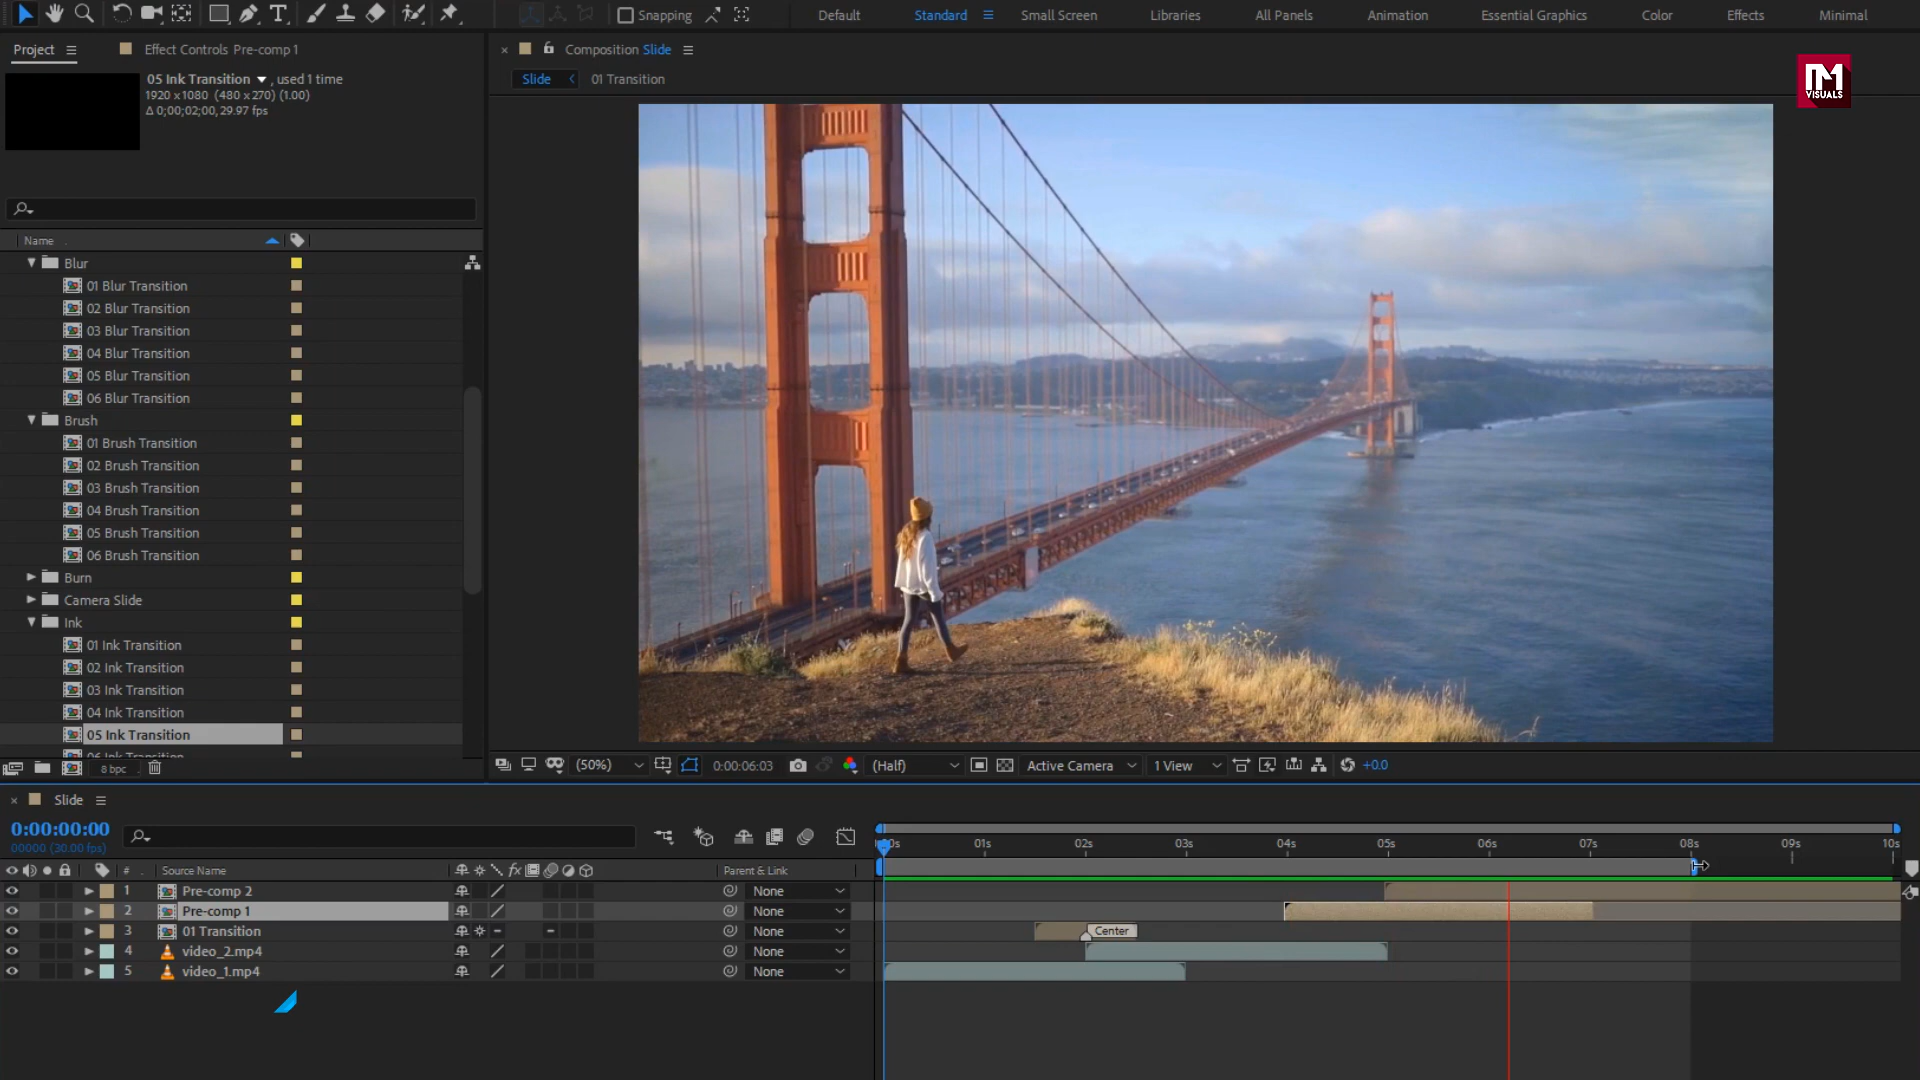 Snapping
Default
Standard
Small Screen
Libraries
All Panels
Animation
Essential Graphics
Color
Effects
Minimal
Project
Effect Controls Pre-comp 1
Composition Slide
05 Ink Transition , used 1 time
1920 x 1080 (480 x 270) (1.00)
Δ 0;00;02;00, 29.97 fps
Slide
01 Transition
VISUALS
Name
Blur
01 Blur Transition
02 Blur Transition
03 Blur Transition
04 Blur Transition
05 Blur Transition
06 Blur Transition
Brush
01 Brush Transition
02 Brush Transition
03 Brush Transition
04 Brush Transition
05 Brush Transition
06 Brush Transition
Burn
Camera Slide
Ink
01 Ink Transition
02 Ink Transition
03 Ink Transition
04 Ink Transition
05 Ink Transition
06 Ink Transition
8 bpc
(50%)
0:00:06:03
(Half)
Active Camera
1 View
+0.0
Slide
0:00:00:00
00000 (30.00 fps)
01s 02s 03s 04s 05s 06s 07s 08s 09s 10s
# Source Name
fx
Parent & Link
1 Pre-comp 2 None
2 Pre-comp 1 None
3 01 Transition None
Center
4 video_2.mp4 None
5 video_1.mp4 None